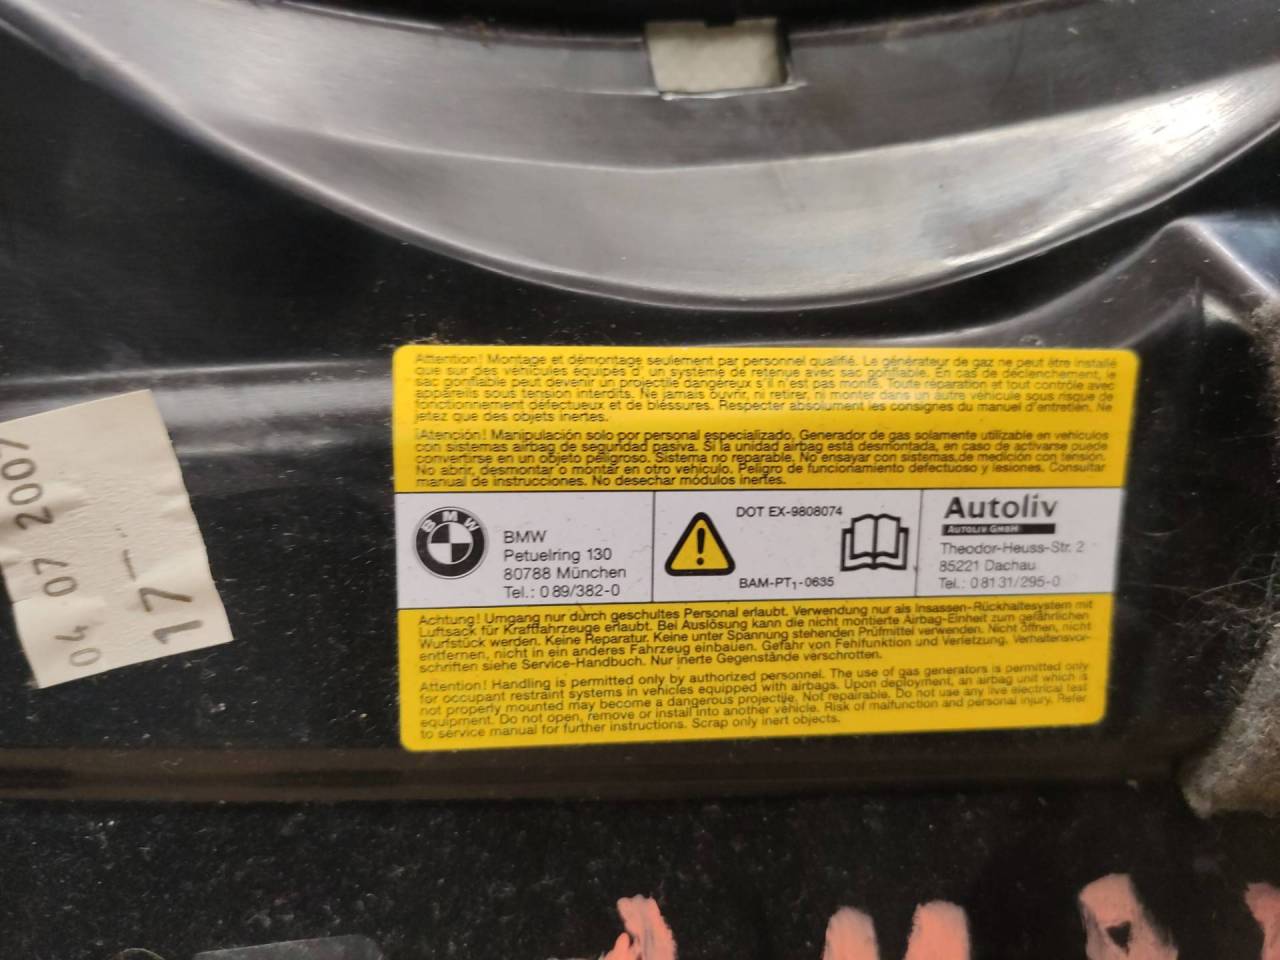 Attention! Montage et démontage seulement par personnel qualifié. Le générateur de gaz ne peut être installé
que sur des véhicules équipés d'un système de retenue avec sac gonflable. En cas de déclenchement, le
sac gonflable peut devenir un projectile dangéreux s'il n'est pas monté. Toute réparation et tout contrôle avec
appareils sous tension interdits. Ne jamais ouvrir, ni retirer, ni monter dans un autre véhicule sous risque de
fonctionnement défectueux et de bléssures. Respecter absolument les consignes du manuel d'entretién. Ne
jetez que des objets inertes.
¡Atención! Manipulación solo por personal especializado, Generador de gas solamente utilizable en vehiculos
con sistemas airbag de seguridad pasiva. Si la unidad airbag está desmontada, en caso de activarse puede
convertirse en un objeto peligroso. Sistema no reparable. No ensayar con sistemas de medición con tensión.
No abrir, desmontar o montar en otro vehiculo. Peligro de funcionamiento defectuoso y lesiones. Consultar
manual de instrucciones. No desechar módulos inertes.
BMW
BMW
Petuelring 130
80788 München
Tel.: 0 89/382-0
DOT EX-9808074
BAM-PT1-0635
Autoliv
AUTOLIV GMBH
Theodor-Heuss-Str. 2
85221 Dachau
Tel.: 0 81 31/295-0
Achtung! Umgang nur durch geschultes Personal erlaubt. Verwendung nur als Insassen-Rückhaltesystem mit
Luftsack für Kraftfahrzeuge erlaubt. Bei Auslösung kann die nicht montierte Airbag-Einheit zum gefährlichen
Wurfstück werden. Keine Reparatur. Keine unter Spannung stehenden Prüfmittel verwenden. Nicht öffnen, nicht
entfernen, nicht in ein anderes Fahrzeug einbauen. Gefahr von Fehlfunktion und Verletzung. Verhaltensvor-
schriften siehe Service-Handbuch. Nur inerte Gegenstände verschrotten.
Attention! Handling is permitted only by authorized personnel. The use of gas generators is permitted only
for occupant restraint systems in vehicles equipped with airbags. Upon deployment, an airbag unit which is
not properly mounted may become a dangerous projectile. Not repairable. Do not use any live electrical test
equipment. Do not open, remove or install into another vehicle. Risk of malfunction and personal injury. Refer
to service manual for further instructions. Scrap only inert objects.
04 07 2007
17-